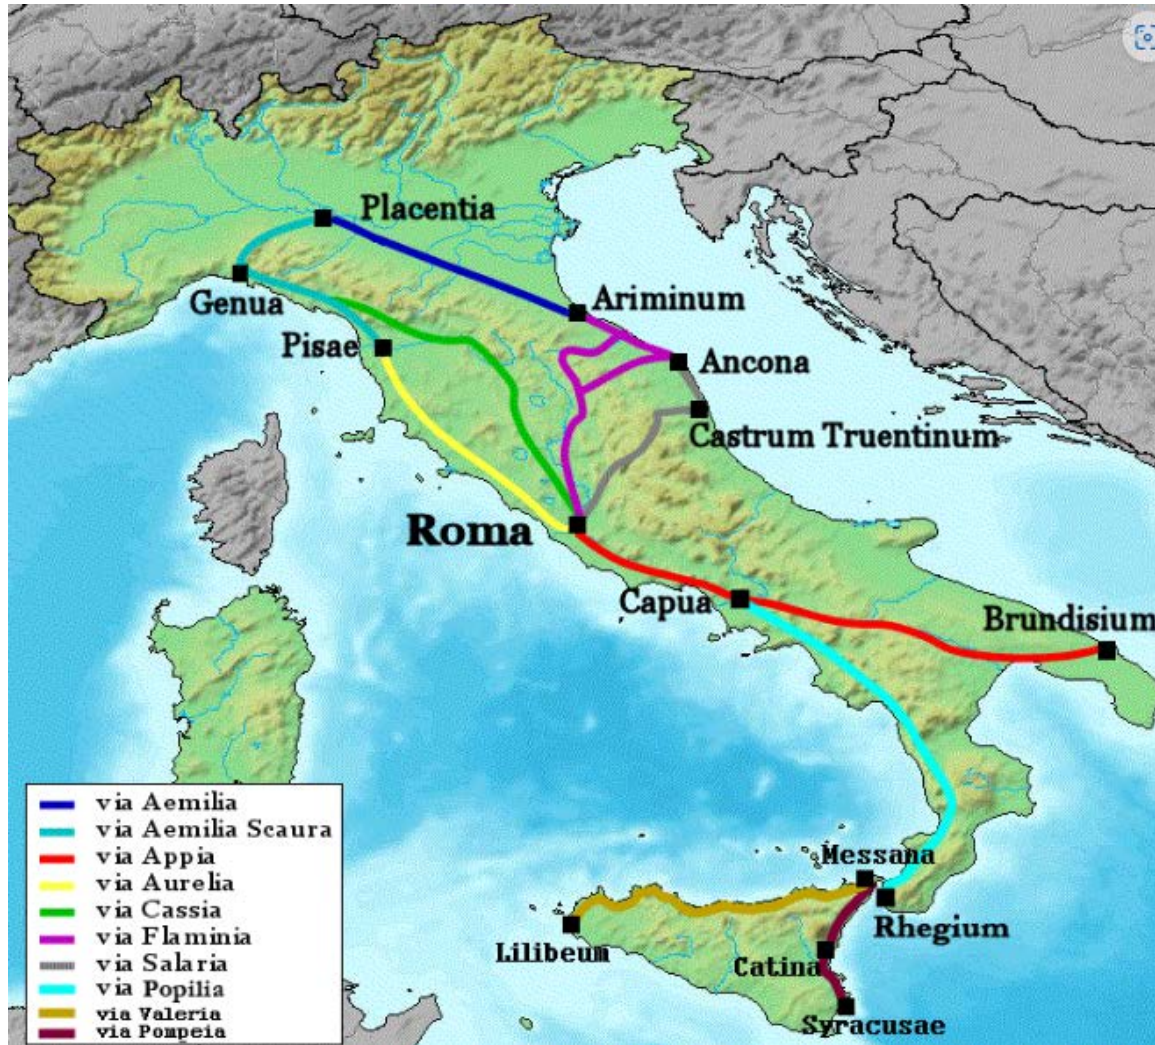 Placentia
Genua
Ariminum
Pisae
Ancona
Castrum Truentinum
Roma
Capua
Brundisium
via Aemilia
via Aemilia Scaura
via Appia
via Aurelia
via Cassia
via Flaminia
via Salaria
via Popilia
via Valeria
via Pompeia
Messana
Rhegium
Lilibeum
Catina
Syracusae